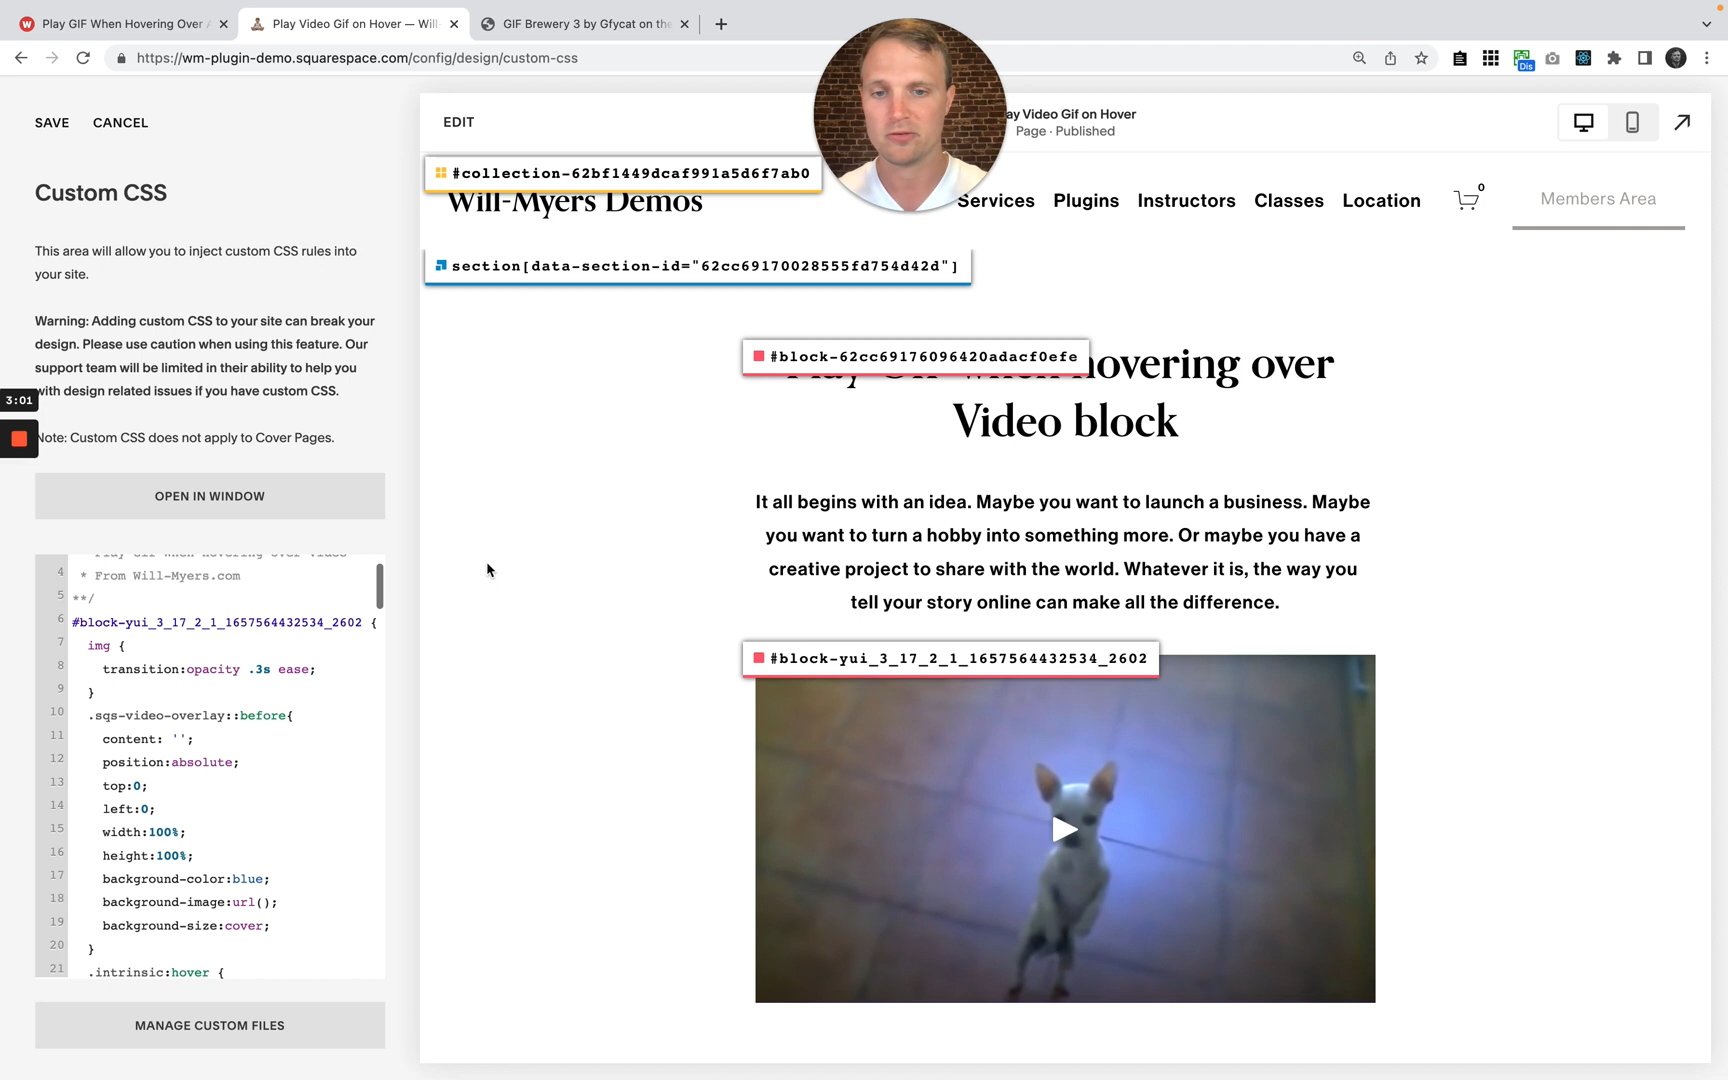 Play GIF When Hovering Over
Play Video Gif on Hover — Will-
GIF Brewery 3 by Gfycat on the
https://wm-plugin-demo.squarespace.com/config/design/custom-css
Dis
SAVE CANCEL
EDIT
ay Video Gif on Hover
Page · Published
#collection-62bf1449dcaf991a5d6f7ab0
Will-Myers Demos
Services Plugins Instructors Classes Location
0
Members Area
section[data-section-id="62cc69170028555fd754d42d"]
Custom CSS
This area will allow you to inject custom CSS rules into
your site.
Warning: Adding custom CSS to your site can break your
design. Please use caution when using this feature. Our
support team will be limited in their ability to help you
with design related issues if you have custom CSS.
3:01
Note: Custom CSS does not apply to Cover Pages.
OPEN IN WINDOW
Play Gif when hovering over video
4 * From Will-Myers.com
5 **/
6 #block-yui_3_17_2_1_1657564432534_2602 {
7 img {
8 transition:opacity .3s ease;
9 }
10 .sqs-video-overlay::before{
11 content: '';
12 position:absolute;
13 top:0;
14 left:0;
15 width:100%;
16 height:100%;
17 background-color:blue;
18 background-image:url();
19 background-size:cover;
20 }
21 .intrinsic:hover {
MANAGE CUSTOM FILES
#block-62cc69176096420adacf0efe
Play GIF when hovering over
Video block
It all begins with an idea. Maybe you want to launch a business. Maybe
you want to turn a hobby into something more. Or maybe you have a
creative project to share with the world. Whatever it is, the way you
tell your story online can make all the difference.
#block-yui_3_17_2_1_1657564432534_2602